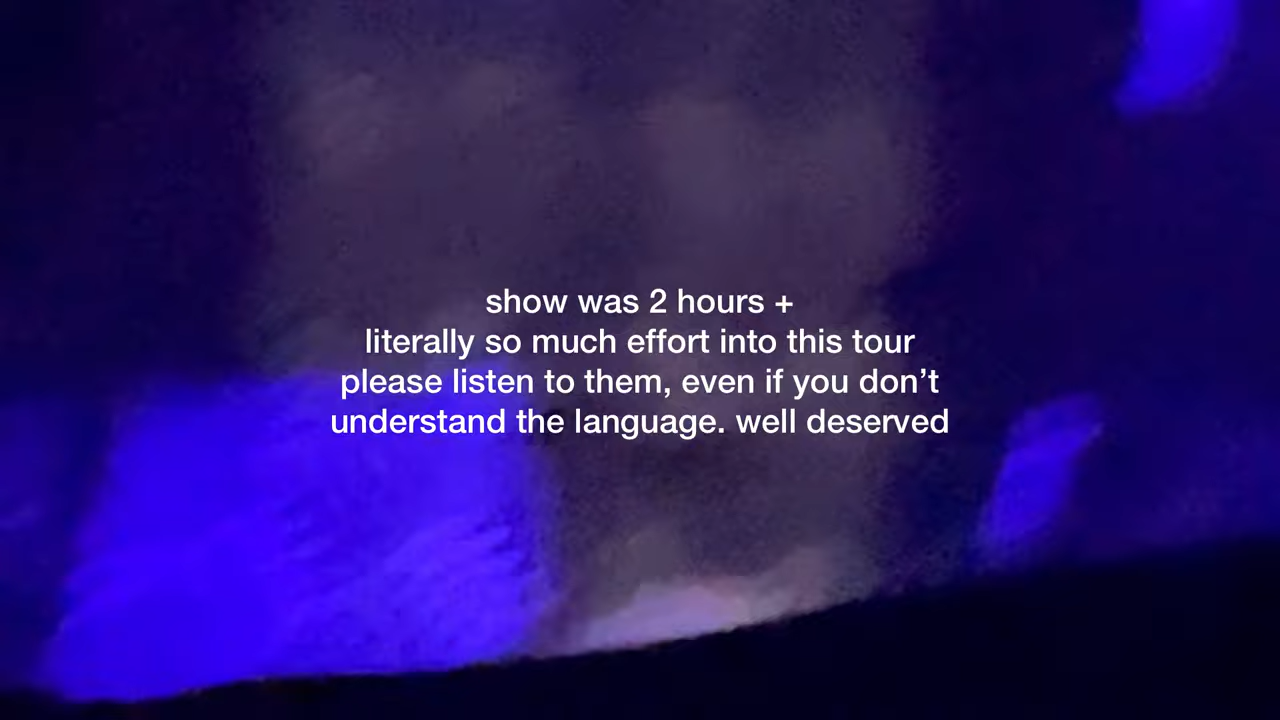 show was 2 hours +
literally so much effort into this tour
please listen to them, even if you don’t
understand the language. well deserved